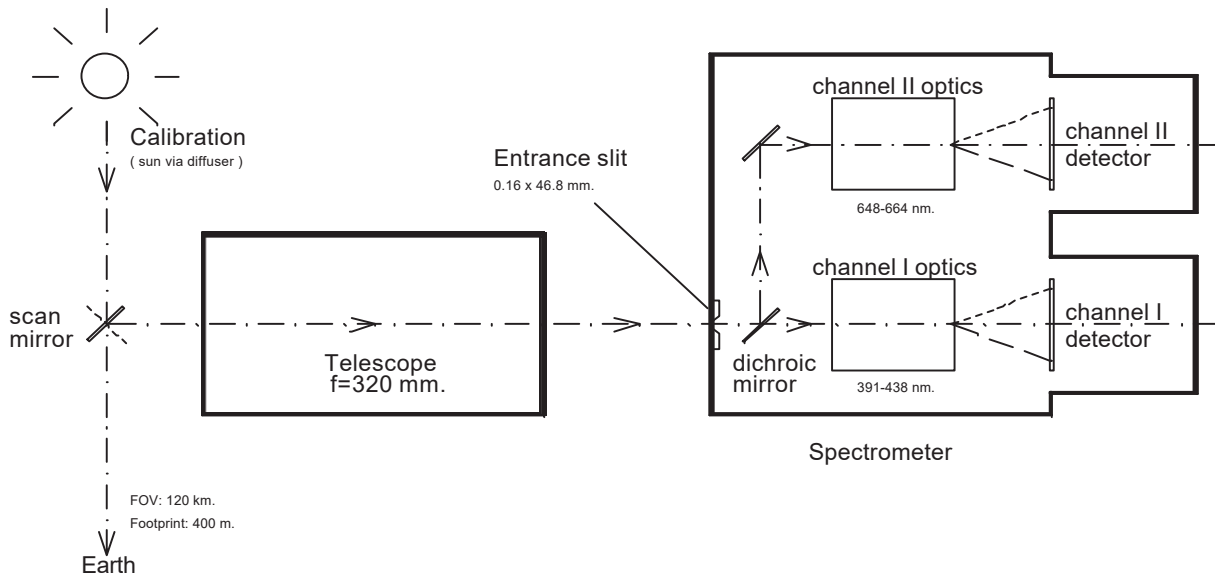 Calibration
( sun via diffuser )
scan
mirror
FOV: 120 km.
Footprint: 400 m.
Earth
Telescope
f=320 mm.
Entrance slit
0.16 x 46.8 mm.
channel II optics
648-664 nm.
channel II
detector
channel I optics
391-438 nm.
channel I
detector
dichroic
mirror
Spectrometer